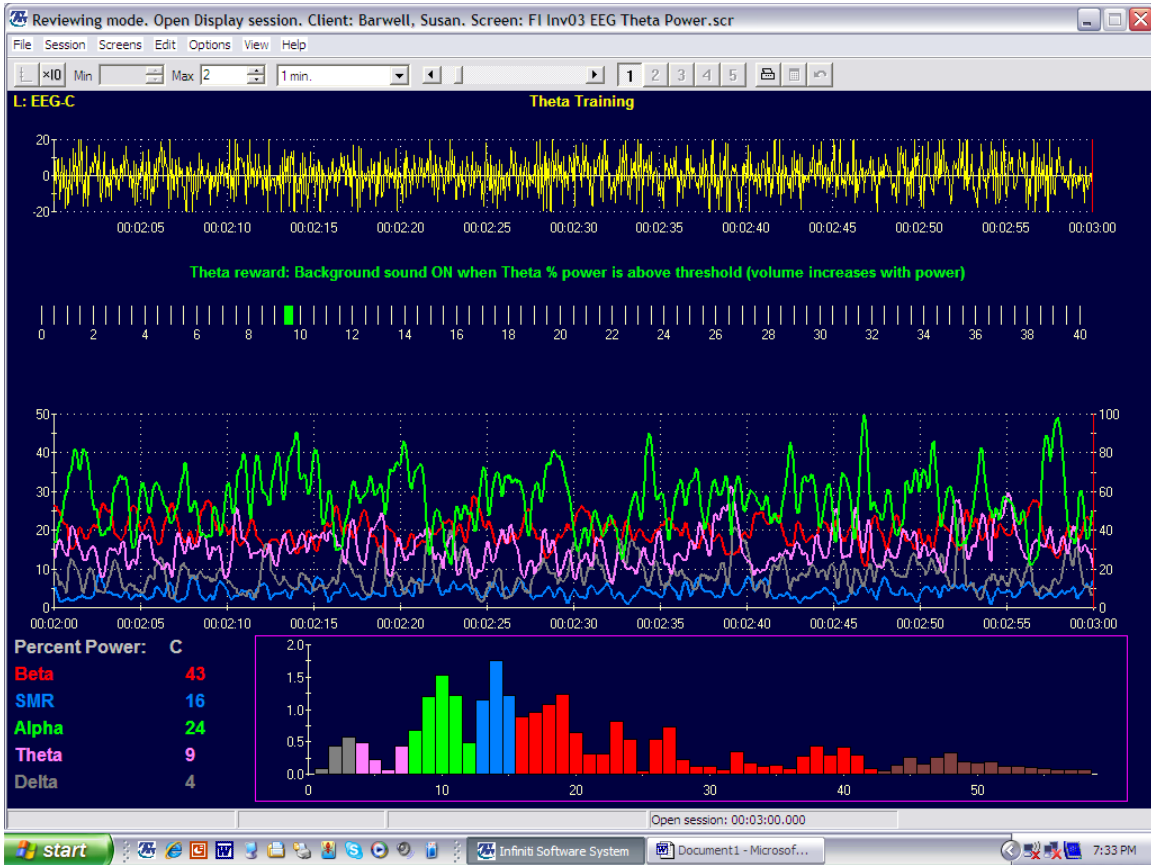 Reviewing mode. Open Display session. Client: Barwell, Susan. Screen: FI Inv03 EEG Theta Power.scr
File Session Screens Edit Options View Help
×10 Min Max 2 1 min. 1 2 3 4 5
L: EEG-C Theta Training
20
0
-20
00:02:05 00:02:10 00:02:15 00:02:20 00:02:25 00:02:30 00:02:35 00:02:40 00:02:45 00:02:50 00:02:55 00:03:00
Theta reward: Background sound ON when Theta % power is above threshold (volume increases with power)
0 2 4 6 8 10 12 14 16 18 20 22 24 26 28 30 32 34 36 38 40
50 100
40 80
30 60
20 40
10 20
0 0
00:02:00 00:02:05 00:02:10 00:02:15 00:02:20 00:02:25 00:02:30 00:02:35 00:02:40 00:02:45 00:02:50 00:02:55 00:03:00
Percent Power: C
Beta 43
SMR 16
Alpha 24
Theta 9
Delta 4
2.0
1.5
1.0
0.5
0.0
0 10 20 30 40 50
Open session: 00:03:00.000
start Infiniti Software System Document1 - Microsof... 7:33 PM